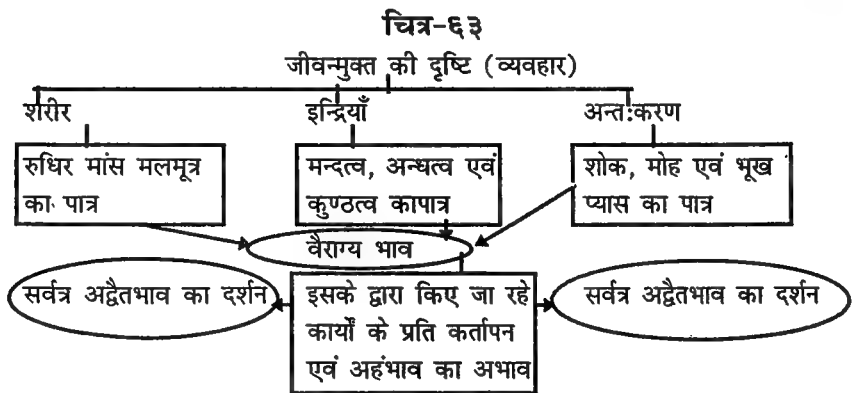 चित्र-६३
जीवन्मुक्त की दृष्टि (व्यवहार)
शरीर
इन्द्रियाँ
अन्तःकरण
रुधिर मांस मलमूत्र
का पात्र
मन्दत्व, अन्धत्व एवं
कुण्ठत्व कापात्र
शोक, मोह एवं भूख
प्यास का पात्र
वैराग्य भाव
सर्वत्र अद्वैतभाव का दर्शन
इसके द्वारा किए जा रहे
कार्यों के प्रति कर्तापन
एवं अहंभाव का अभाव
सर्वत्र अद्वैतभाव का दर्शन